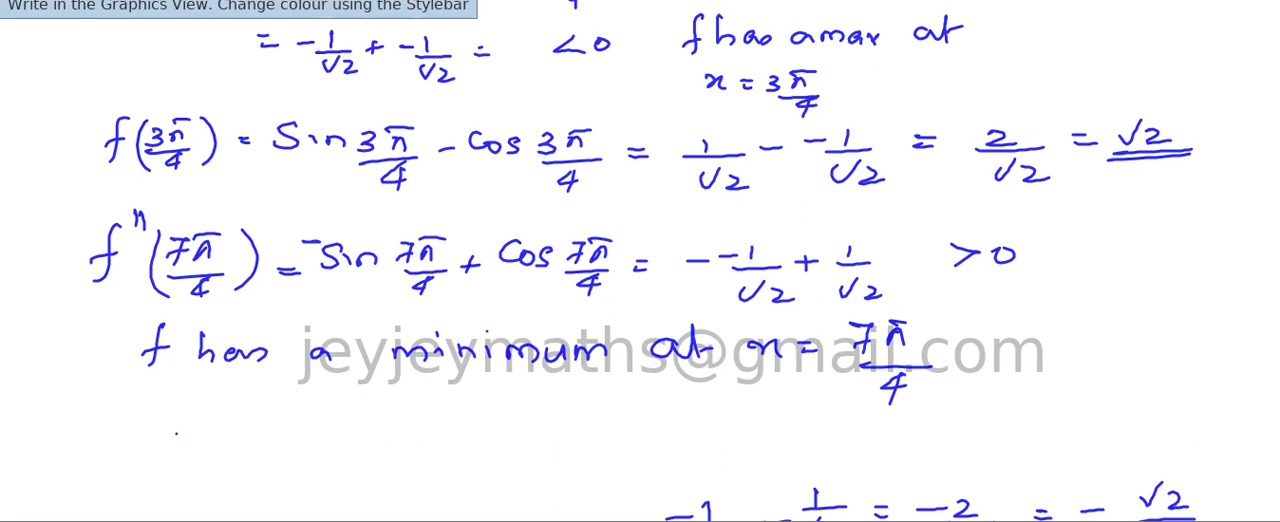 Write in the Graphics View. Change colour using the Stylebar
= -1/√2 + -1/√2 = <0 f has a max at
x = 3π/4
f(3π/4) = Sin 3π/4 - Cos 3π/4 = 1/√2 - -1/√2 = 2/√2 = √2
f"(7π/4) = -Sin 7π/4 + Cos 7π/4 = - -1/√2 + 1/√2 >0
f has a minimum at x = 7π/4
jeyjeymaths@gmail.com
-1 1 = -2 = - √2